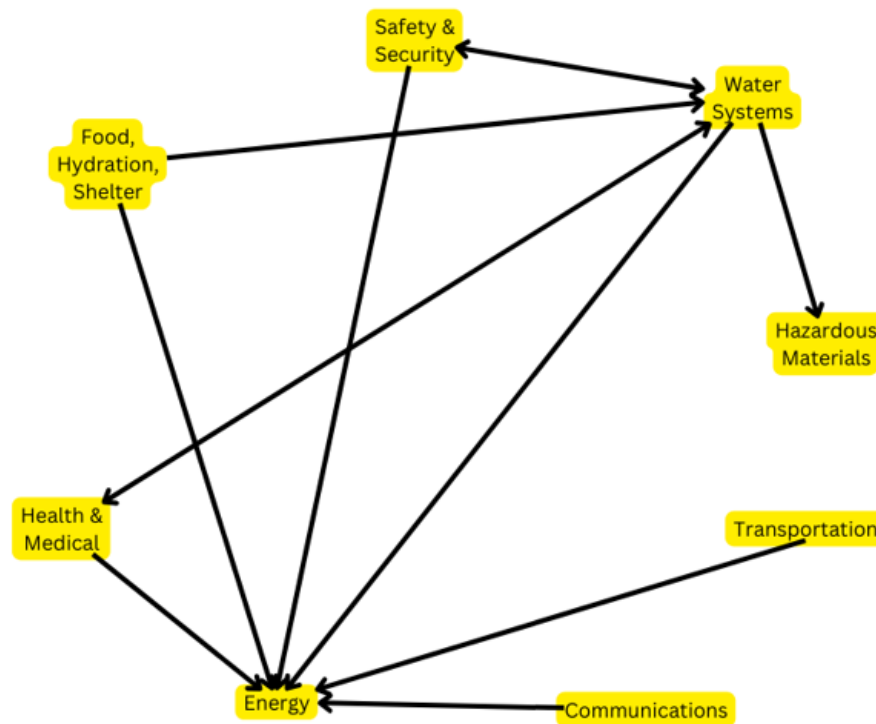 Safety &
Security
Water
Systems
Food,
Hydration,
Shelter
Hazardous
Materials
Health &
Medical
Transportation
Energy
Communications